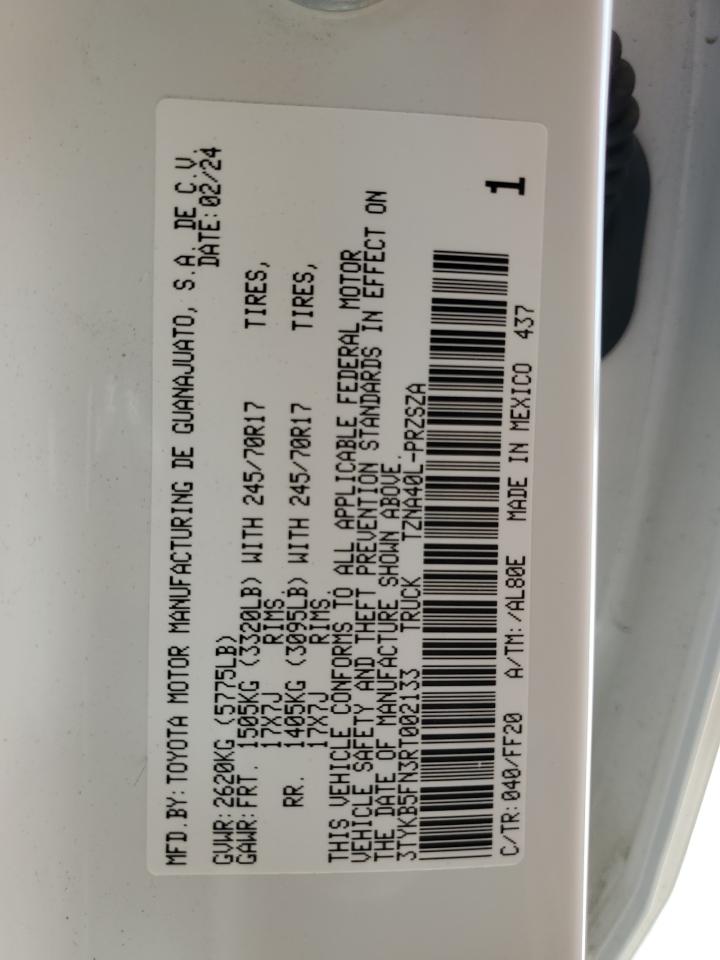 MFD.BY:TOYOTA MOTOR MANUFACTURING DE GUANAJUATO, S.A. DE C.V.
DATE:02/24
GVWR:2620KG (5775LB)
GAWR:FRT. 1505KG (3320LB) WITH 245/70R17 TIRES,
17X7J RIMS.
RR. 1405KG (3095LB) WITH 245/70R17 TIRES,
17X7J RIMS.
THIS VEHICLE CONFORMS TO ALL APPLICABLE FEDERAL MOTOR
VEHICLE SAFETY AND THEFT PREVENTION STANDARDS IN EFFECT ON
THE DATE OF MANUFACTURE SHOWN ABOVE.
3TYKB5FN3RT002133 TRUCK TZNA40L-PRZSZA
1
C/TR:040/FF20 A/TM:/AL80E MADE IN MEXICO 437